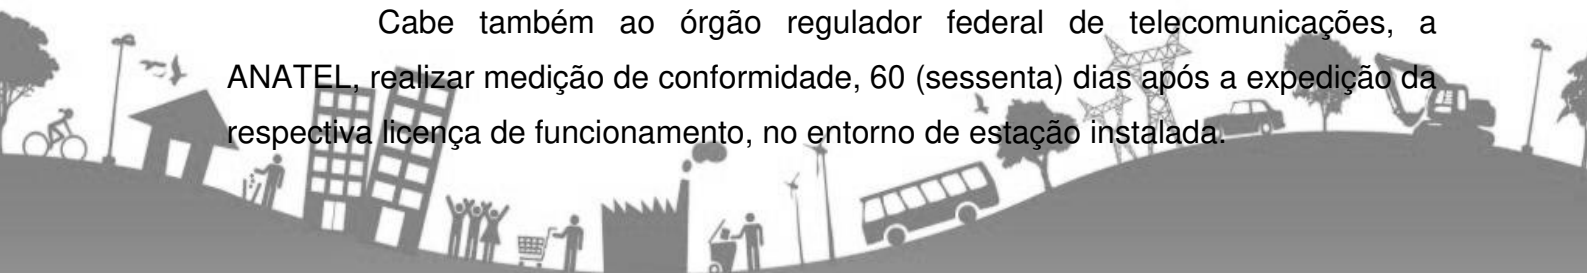 Cabe também ao órgão regulador federal de telecomunicações, a
ANATEL, realizar medição de conformidade, 60 (sessenta) dias após a expedição da
respectiva licença de funcionamento, no entorno de estação instalada.